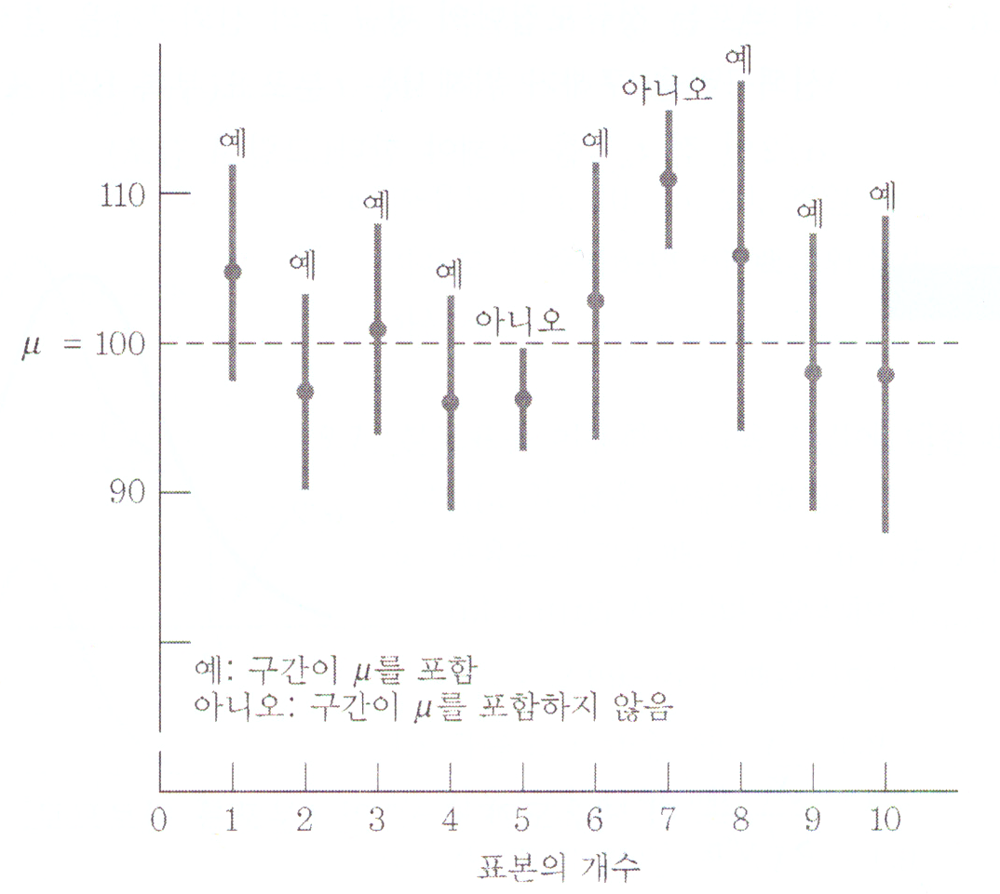 예
아니오
예
예
예
110
예
예
예
예
아니오
μ = 100
90
예: 구간이 μ를 포함
아니오: 구간이 μ를 포함하지 않음
0 1 2 3 4 5 6 7 8 9 10
표본의 개수